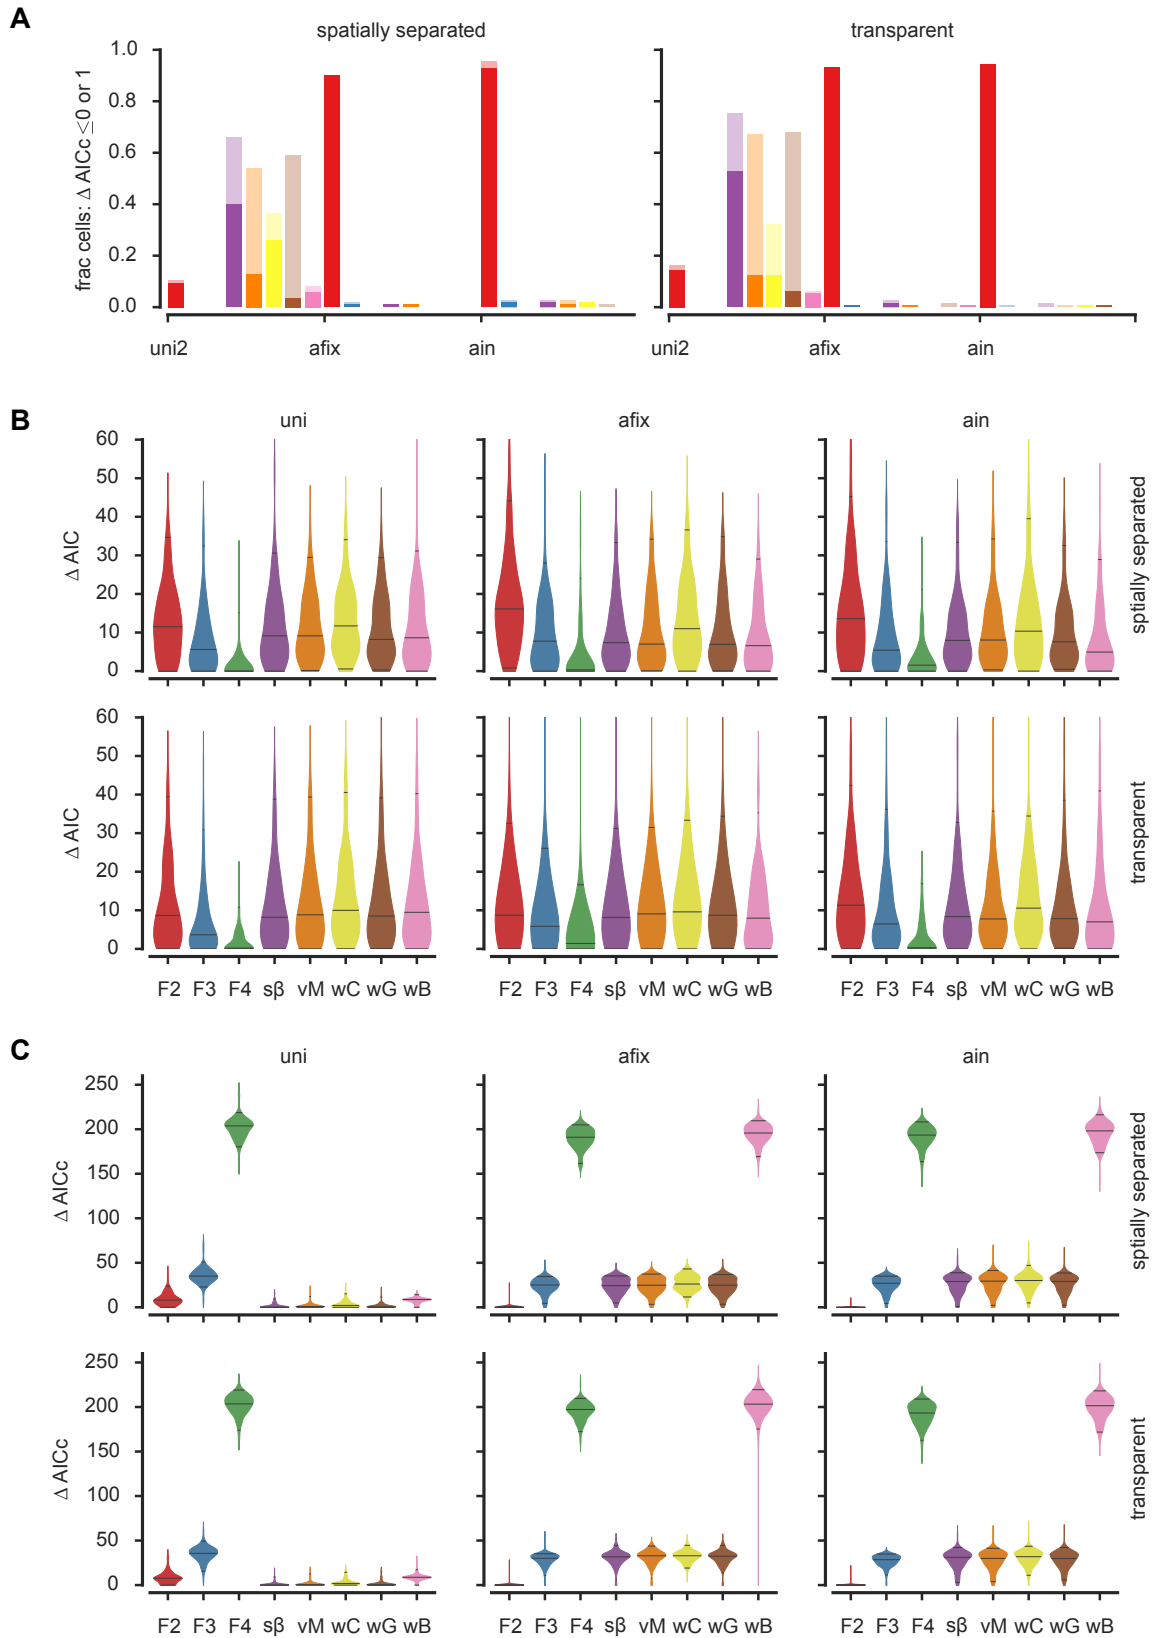 A
spatially separated
transparent
frac cells: Δ AICc ≤0 or 1
1.0
0.8
0.6
0.4
0.2
0.0
uni2
afix
ain
uni2
afix
ain
B
uni
afix
ain
Δ AIC
60
50
40
30
20
10
0
sptially separated
Δ AIC
60
50
40
30
20
10
0
transparent
F2 F3 F4 sβ vM wC wG wB
F2 F3 F4 sβ vM wC wG wB
F2 F3 F4 sβ vM wC wG wB
C
uni
afix
ain
Δ AICc
250
200
150
100
50
0
sptially separated
Δ AICc
250
200
150
100
50
0
transparent
F2 F3 F4 sβ vM wC wG wB
F2 F3 F4 sβ vM wC wG wB
F2 F3 F4 sβ vM wC wG wB